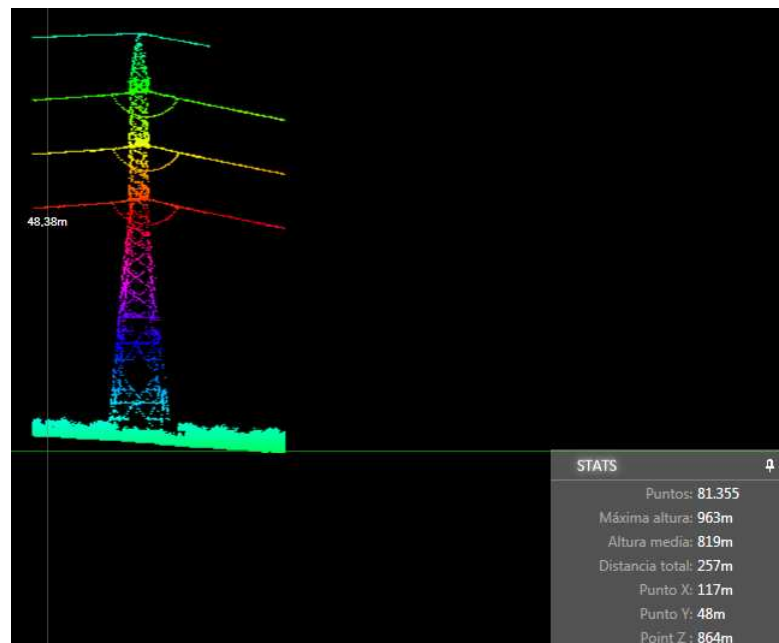 48,38m
STATS
Puntos: 81.355
Máxima altura: 963m
Altura media: 819m
Distancia total: 257m
Punto X: 117m
Punto Y: 48m
Point Z : 864m